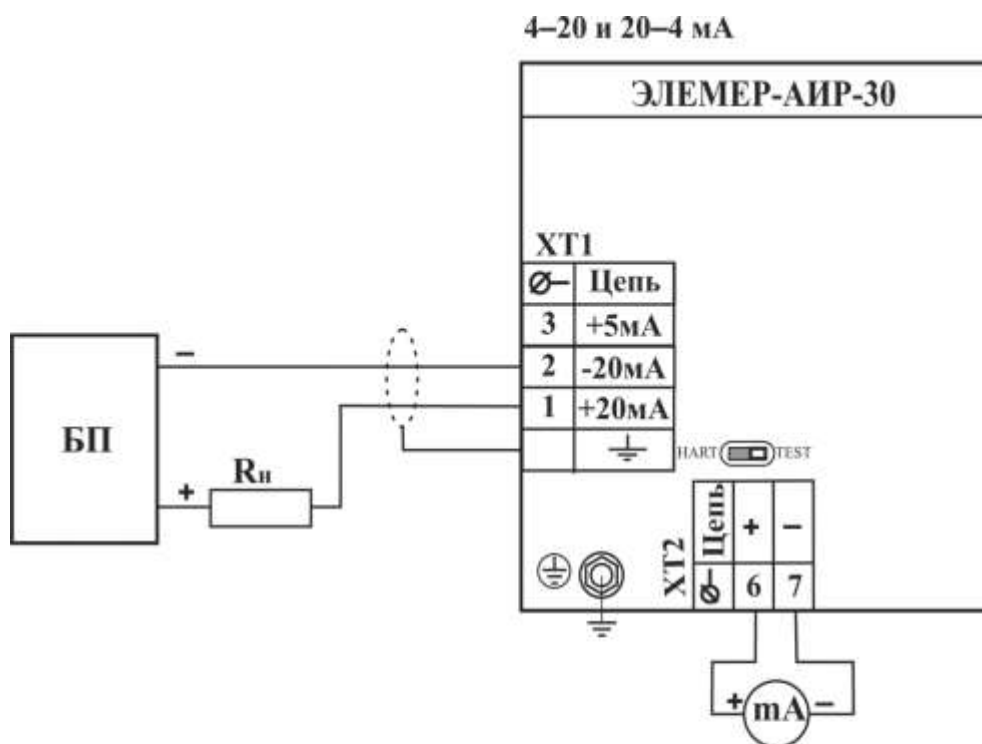 4–20 и 20–4 мА
ЭЛЕМЕР-АИР-30
XT1
Цепь
3 +5мА
2 -20мА
1 +20мА
БП
−
+
Rн
HART TEST
XT2
Цепь + −
6 7
+ mA −